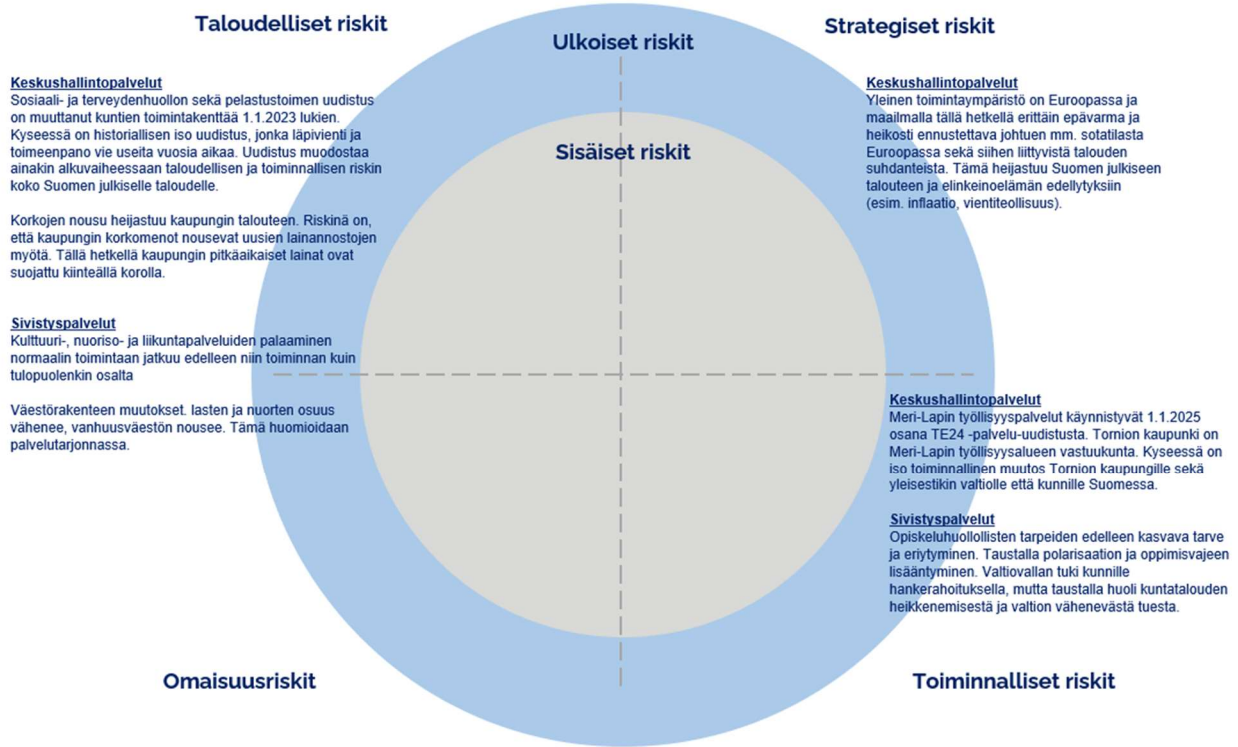 Taloudelliset riskit
Ulkoiset riskit
Strategiset riskit
Sisäiset riskit
Keskushallintopalvelut
Sosiaali- ja terveydenhuollon sekä pelastustoimen uudistus
on muuttanut kuntien toimintakenttää 1.1.2023 lukien.
Kyseessä on historiallisen iso uudistus, jonka läpivienti ja
toimeenpano vie useita vuosia aikaa. Uudistus muodostaa
ainakin alkuvaiheessaan taloudellisen ja toiminnallisen riskin
koko Suomen julkiselle taloudelle.
Korkojen nousu heijastuu kaupungin talouteen. Riskinä on,
että kaupungin korkomenot nousevat uusien lainannostojen
myötä. Tällä hetkellä kaupungin pitkäaikaiset lainat ovat
suojattu kiinteällä korolla.
Sivistyspalvelut
Kulttuuri-, nuoriso- ja liikuntapalveluiden palaaminen
normaalin toimintaan jatkuu edelleen niin toiminnan kuin
tulopuolenkin osalta
Väestörakenteen muutokset. lasten ja nuorten osuus
vähenee, vanhuusväestön nousee. Tämä huomioidaan
palvelutarjonnassa.
Keskushallintopalvelut
Yleinen toimintaympäristö on Euroopassa ja
maailmalla tällä hetkellä erittäin epävarma ja
heikosti ennustettava johtuen mm. sotatilasta
Euroopassa sekä siihen liittyvistä talouden
suhdanteista. Tämä heijastuu Suomen julkiseen
talouteen ja elinkeinoelämän edellytyksiin
(esim. inflaatio, vientiteollisuus).
Keskushallintopalvelut
Meri-Lapin työllisyyspalvelut käynnistyvät 1.1.2025
osana TE24 -palvelu-uudistusta. Tornion kaupunki on
Meri-Lapin työllisyysalueen vastuukunta. Kyseessä on
iso toiminnallinen muutos Tornion kaupungille sekä
yleisestikin valtiolle että kunnille Suomessa.
Sivistyspalvelut
Opiskeluhuollollisten tarpeiden edelleen kasvava tarve
ja eriytyminen. Taustalla polarisaation ja oppimisvajeen
lisääntyminen. Valtiovallan tuki kunnille
hankerahoituksella, mutta taustalla huoli kuntatalouden
heikkenemisestä ja valtion vähenevästä tuesta.
Omaisuusriskit
Toiminnalliset riskit